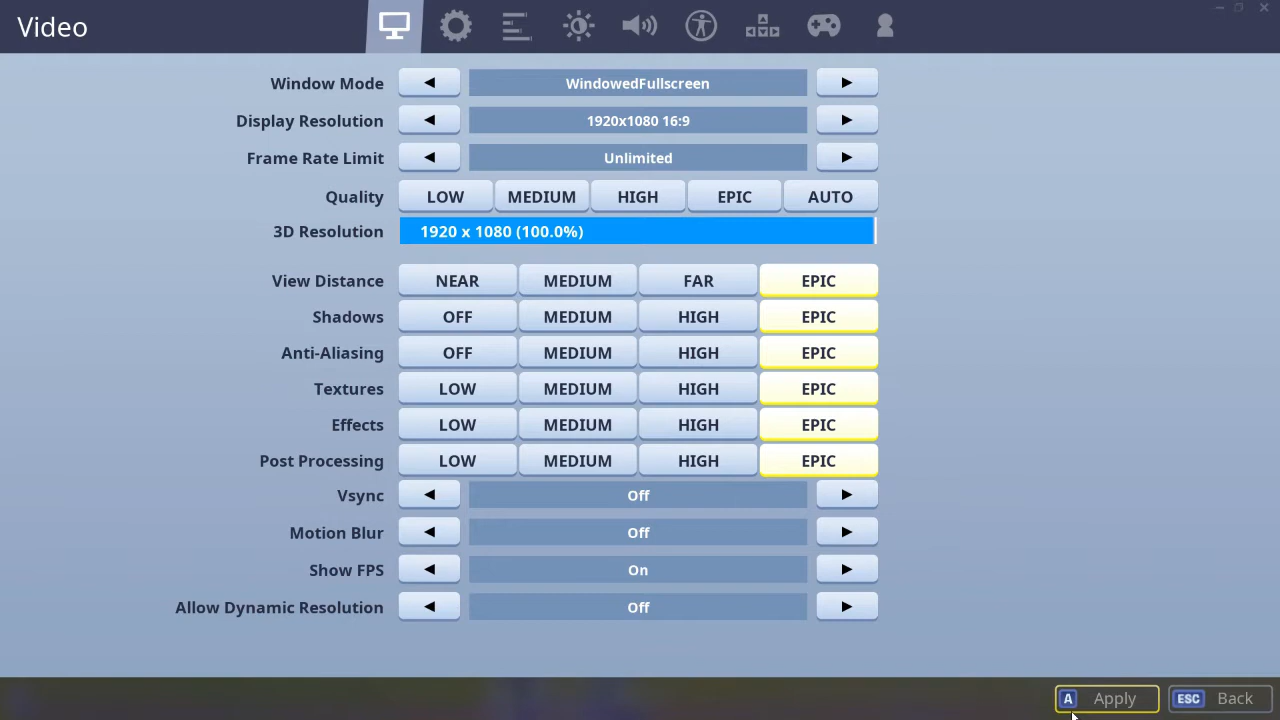 Video
Window Mode ◄ WindowedFullscreen ►
Display Resolution ◄ 1920x1080 16:9 ►
Frame Rate Limit ◄ Unlimited ►
Quality LOW MEDIUM HIGH EPIC AUTO
3D Resolution 1920 x 1080 (100.0%)
View Distance NEAR MEDIUM FAR EPIC
Shadows OFF MEDIUM HIGH EPIC
Anti-Aliasing OFF MEDIUM HIGH EPIC
Textures LOW MEDIUM HIGH EPIC
Effects LOW MEDIUM HIGH EPIC
Post Processing LOW MEDIUM HIGH EPIC
Vsync ◄ Off ►
Motion Blur ◄ Off ►
Show FPS ◄ On ►
Allow Dynamic Resolution ◄ Off ►
A Apply ESC Back